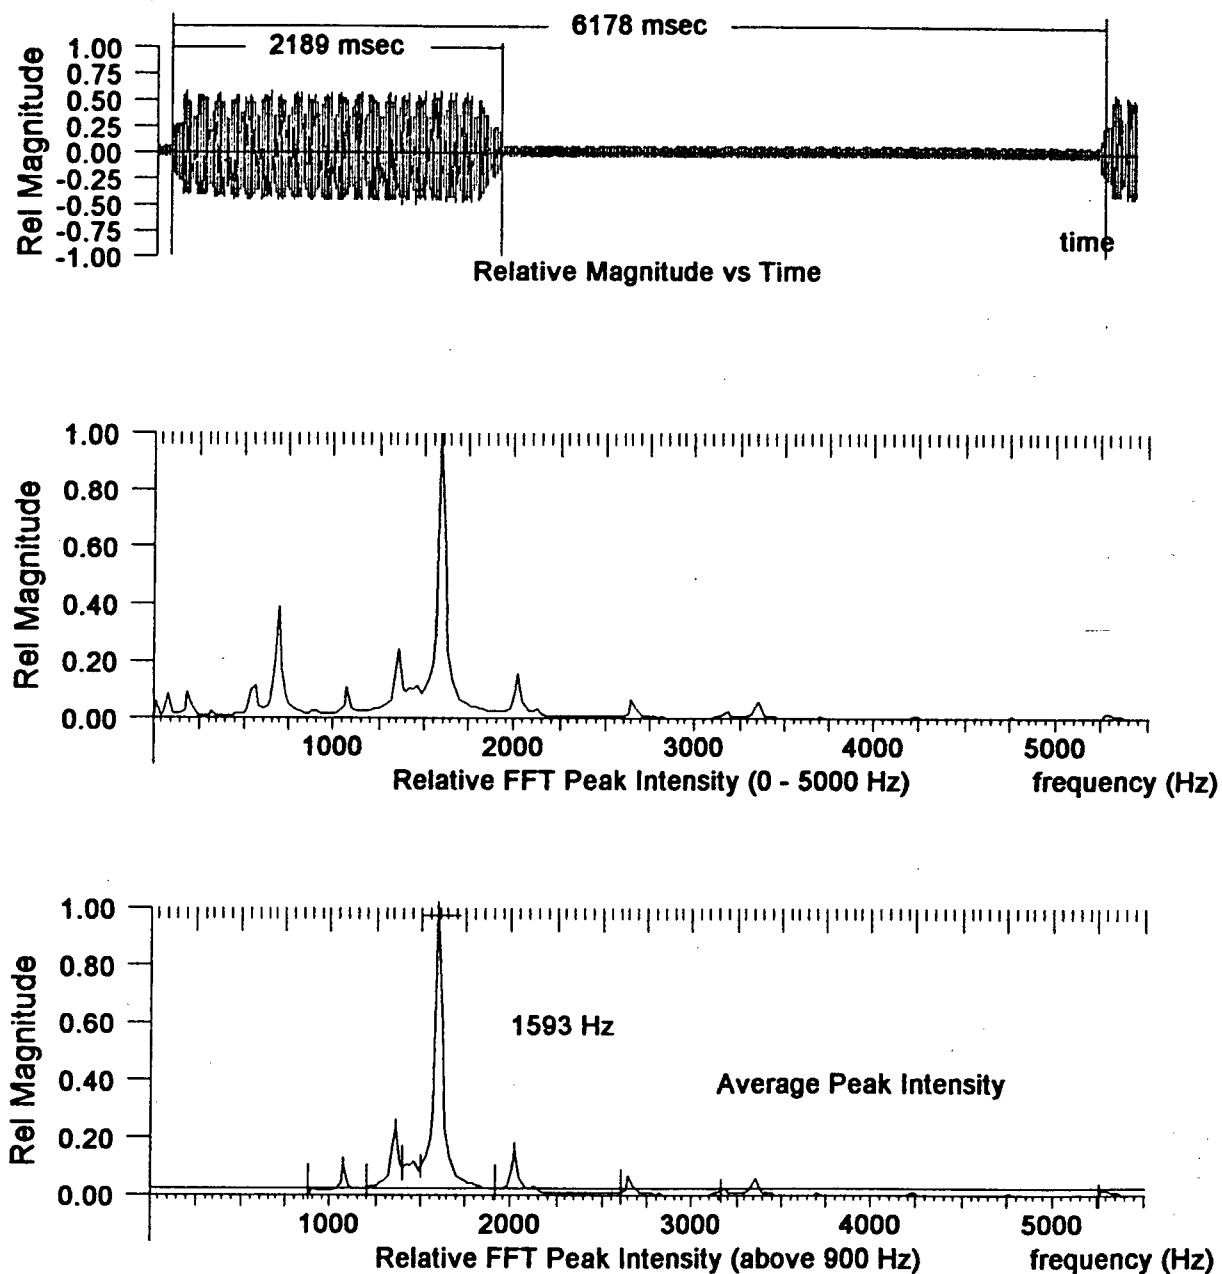 6178 msec
2189 msec
Rel Magnitude
1.00
0.75
0.50
0.25
0.00
-0.25
-0.50
-0.75
-1.00
time
Relative Magnitude vs Time
Rel Magnitude
1.00
0.80
0.60
0.40
0.20
0.00
1000 2000 3000 4000 5000
Relative FFT Peak Intensity (0 - 5000 Hz) frequency (Hz)
Rel Magnitude
1.00
0.80
0.60
0.40
0.20
0.00
1593 Hz
Average Peak Intensity
1000 2000 3000 4000 5000
Relative FFT Peak Intensity (above 900 Hz) frequency (Hz)